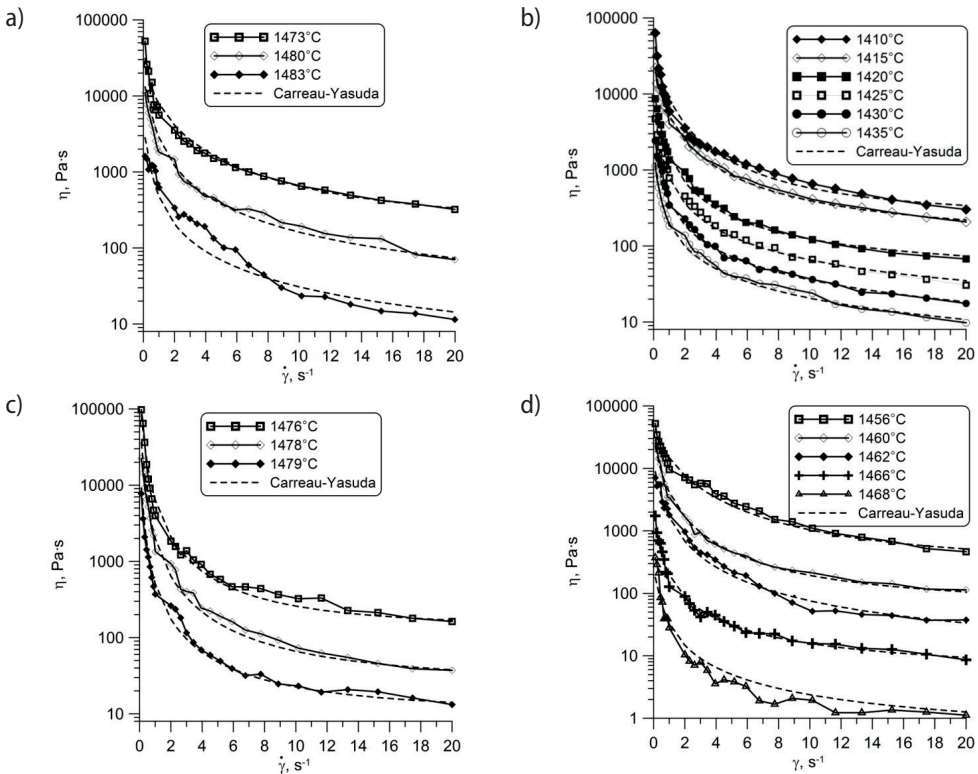 a)
1473°C
1480°C
1483°C
Carreau-Yasuda
100000
10000
1000
100
10
η, Pa·s
0 2 4 6 8 10 12 14 16 18 20
γ̇, s⁻¹
b)
1410°C
1415°C
1420°C
1425°C
1430°C
1435°C
Carreau-Yasuda
100000
10000
1000
100
10
η, Pa·s
0 2 4 6 8 10 12 14 16 18 20
γ̇, s⁻¹
c)
1476°C
1478°C
1479°C
Carreau-Yasuda
100000
10000
1000
100
10
η, Pa·s
0 2 4 6 8 10 12 14 16 18 20
γ̇, s⁻¹
d)
1456°C
1460°C
1462°C
1466°C
1468°C
Carreau-Yasuda
100000
10000
1000
100
10
1
η, Pa·s
0 2 4 6 8 10 12 14 16 18 20
γ̇, s⁻¹